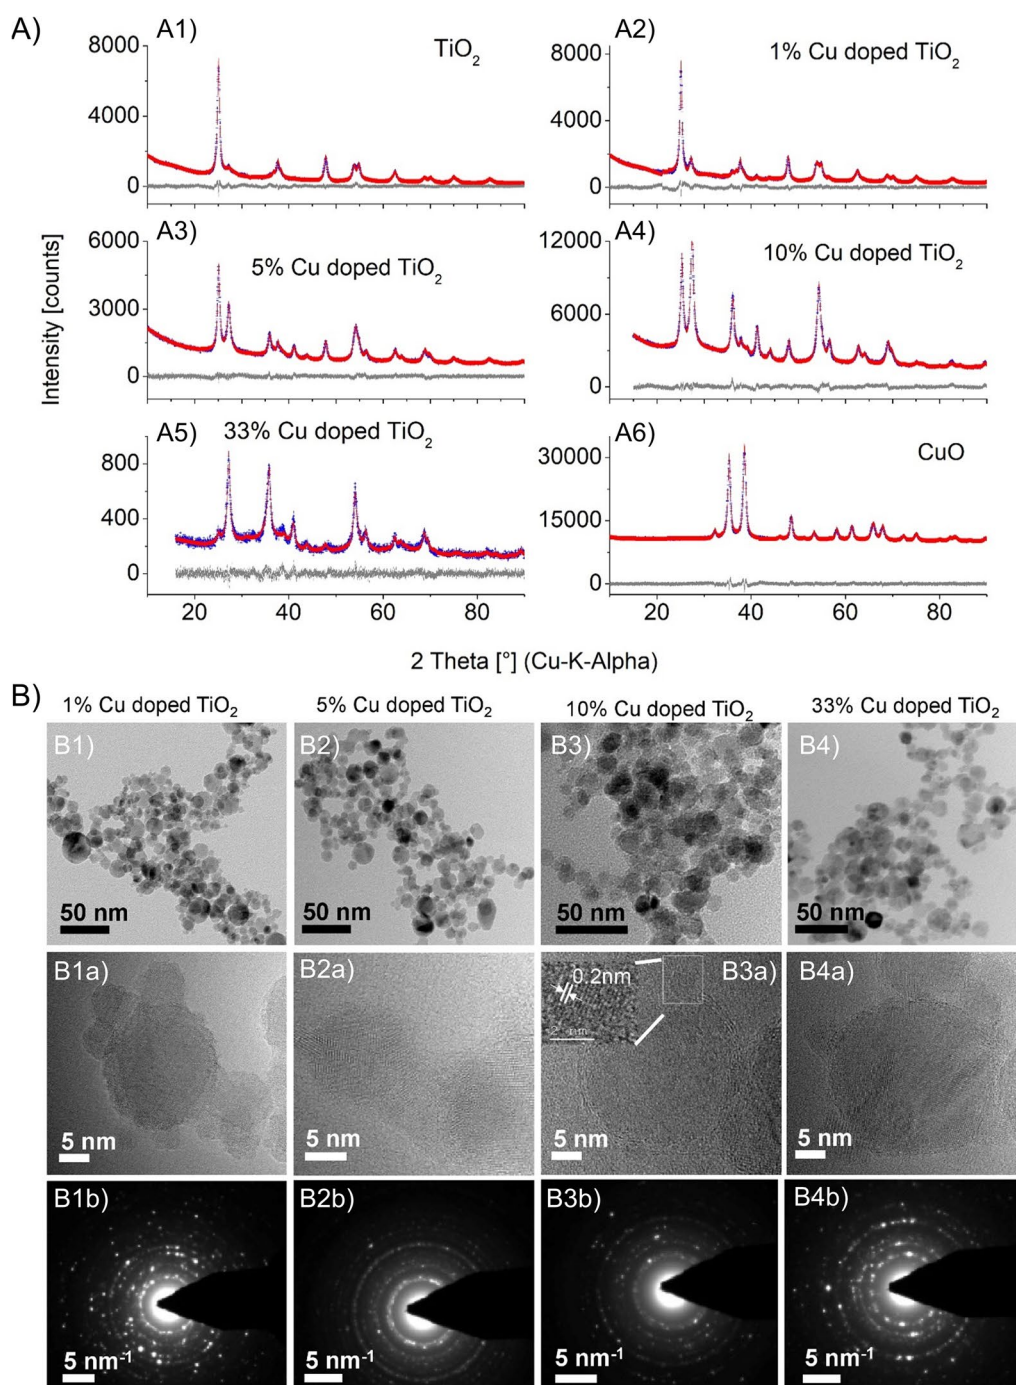 A)
A1)
TiO2
8000
4000
0
A2)
1% Cu doped TiO2
8000
4000
0
A3)
5% Cu doped TiO2
6000
3000
0
A4)
10% Cu doped TiO2
12000
6000
0
A5)
33% Cu doped TiO2
800
400
0
A6)
CuO
30000
15000
0
Intensity [counts]
20 40 60 80
20 40 60 80
2 Theta [°] (Cu-K-Alpha)
B)
1% Cu doped TiO2
5% Cu doped TiO2
10% Cu doped TiO2
33% Cu doped TiO2
B1)
50 nm
B2)
50 nm
B3)
50 nm
B4)
50 nm
B1a)
5 nm
B2a)
5 nm
B3a)
0.2nm
5 nm
B4a)
5 nm
B1b)
5 nm-1
B2b)
5 nm-1
B3b)
5 nm-1
B4b)
5 nm-1